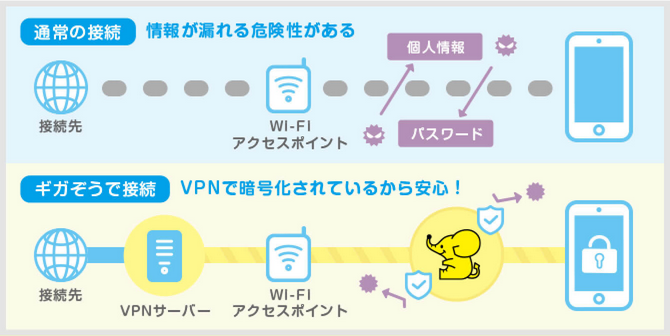 通常の接続
情報が漏れる危険性がある
個人情報
接続先
WI-FI
アクセスポイント
パスワード
ギガぞうで接続
VPNで暗号化されているから安心！
接続先
VPNサーバー
WI-FI
アクセスポイント